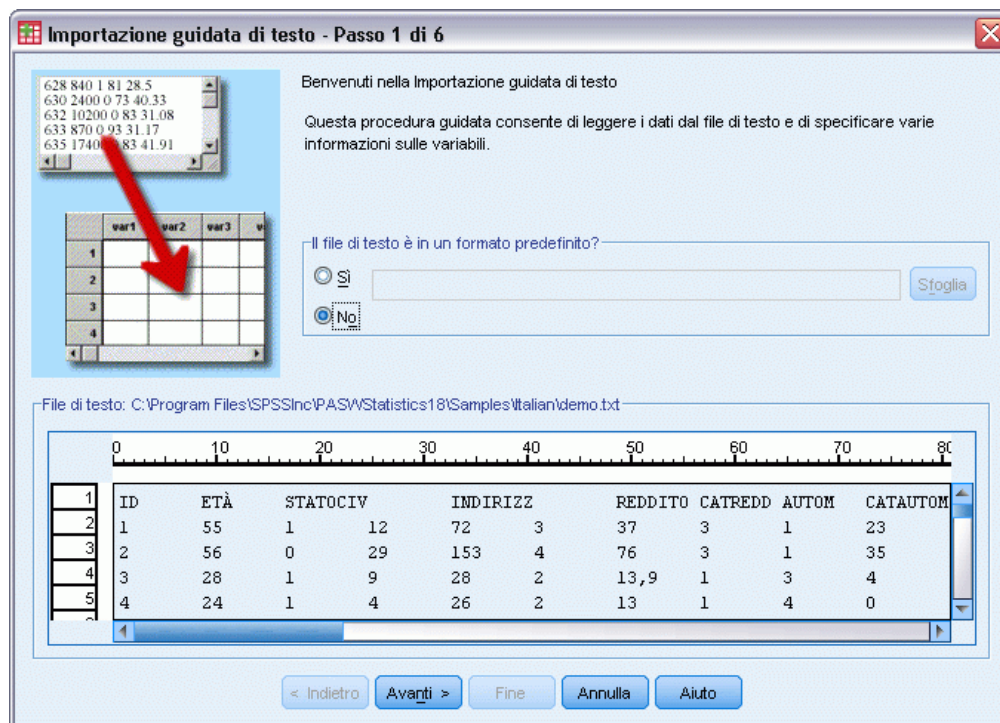 Importazione guidata di testo - Passo 1 di 6
628 840 1 81 28.5
630 2400 0 73 40.33
632 10200 0 83 31.08
633 870 0 93 31.17
635 1740 83 41.91
var1 var2 var3 v
1
2
3
4
Benvenuti nella Importazione guidata di testo
Questa procedura guidata consente di leggere i dati dal file di testo e di specificare varie
informazioni sulle variabili.
Il file di testo è in un formato predefinito?
Sì
Sfoglia
No
File di testo: C:\Program Files\SPSSInc\PASWStatistics18\Samples\Italian\demo.txt
0 10 20 30 40 50 60 70 80
1 ID ETÀ STATOCIV INDIRIZZ REDDITO CATREDD AUTOM CATAUTOM
2 1 55 1 12 72 3 37 3 1 23
3 2 56 0 29 153 4 76 3 1 35
4 3 28 1 9 28 2 13,9 1 3 4
5 4 24 1 4 26 2 13 1 4 0
< Indietro Avanti > Fine Annulla Aiuto